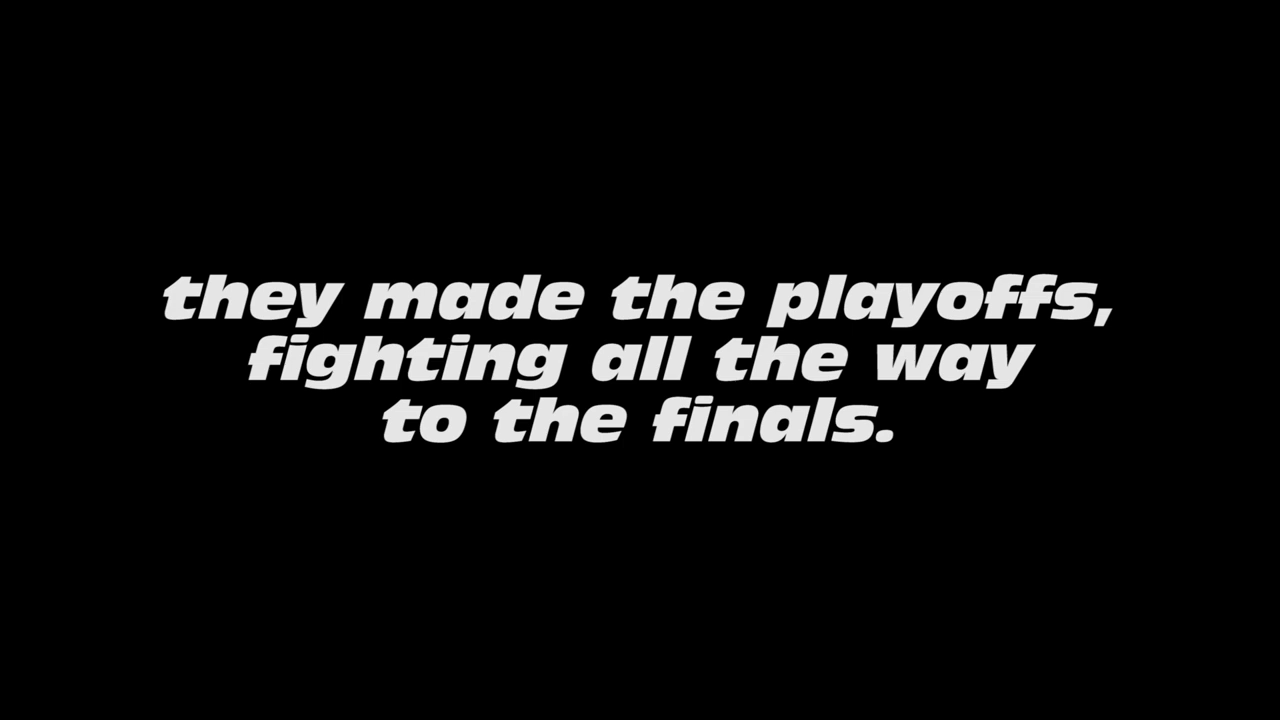 they made the playoffs,
fighting all the way
to the finals.